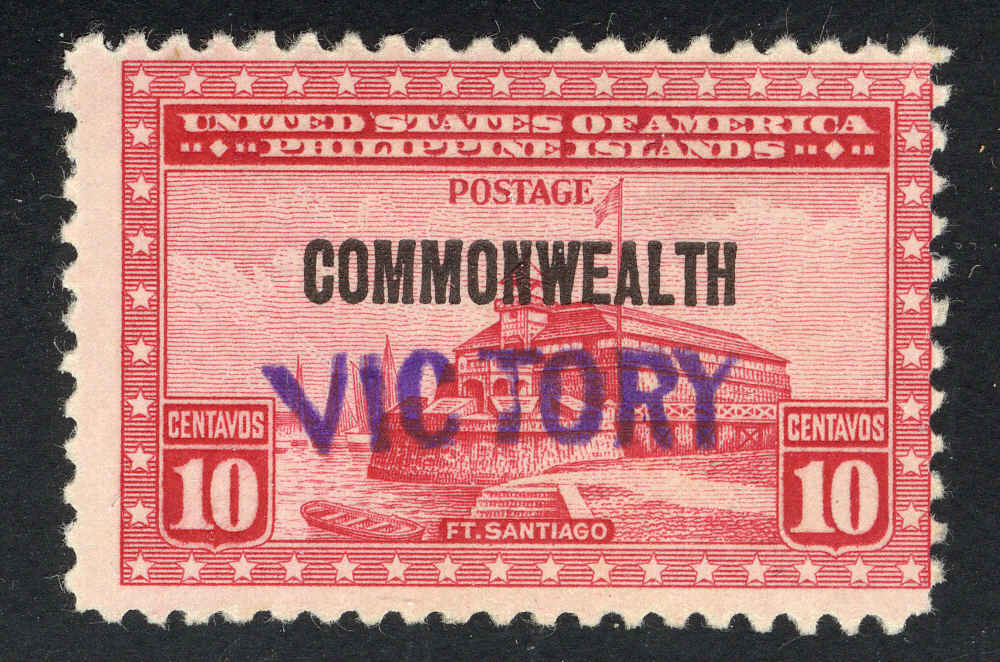 UNITED STATES OF AMERICA
PHILIPPINE ISLANDS
POSTAGE
COMMONWEALTH
VICTORY
CENTAVOS
10
CENTAVOS
10
FT. SANTIAGO